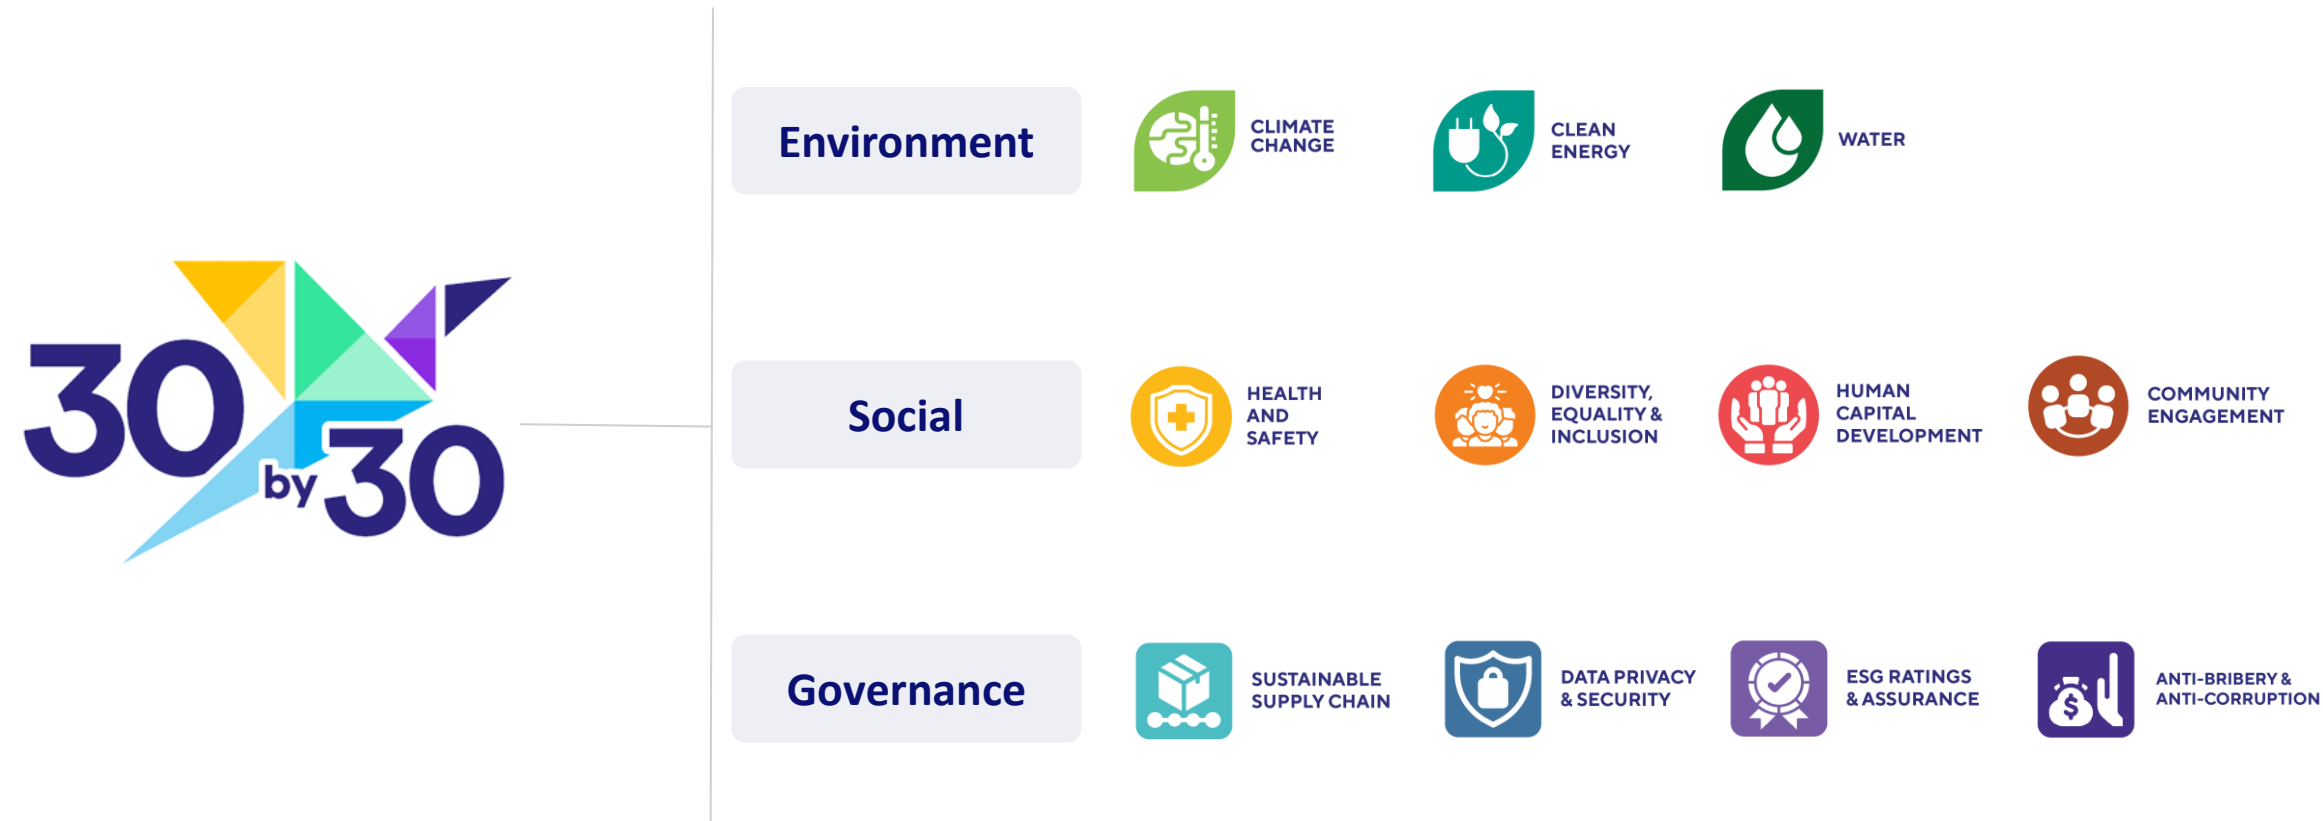 30
by 30
Environment
CLIMATE
CHANGE
CLEAN
ENERGY
WATER
Social
HEALTH
AND
SAFETY
DIVERSITY,
EQUALITY &
INCLUSION
HUMAN
CAPITAL
DEVELOPMENT
COMMUNITY
ENGAGEMENT
Governance
SUSTAINABLE
SUPPLY CHAIN
DATA PRIVACY
& SECURITY
ESG RATINGS
& ASSURANCE
$
ANTI-BRIBERY &
ANTI-CORRUPTION